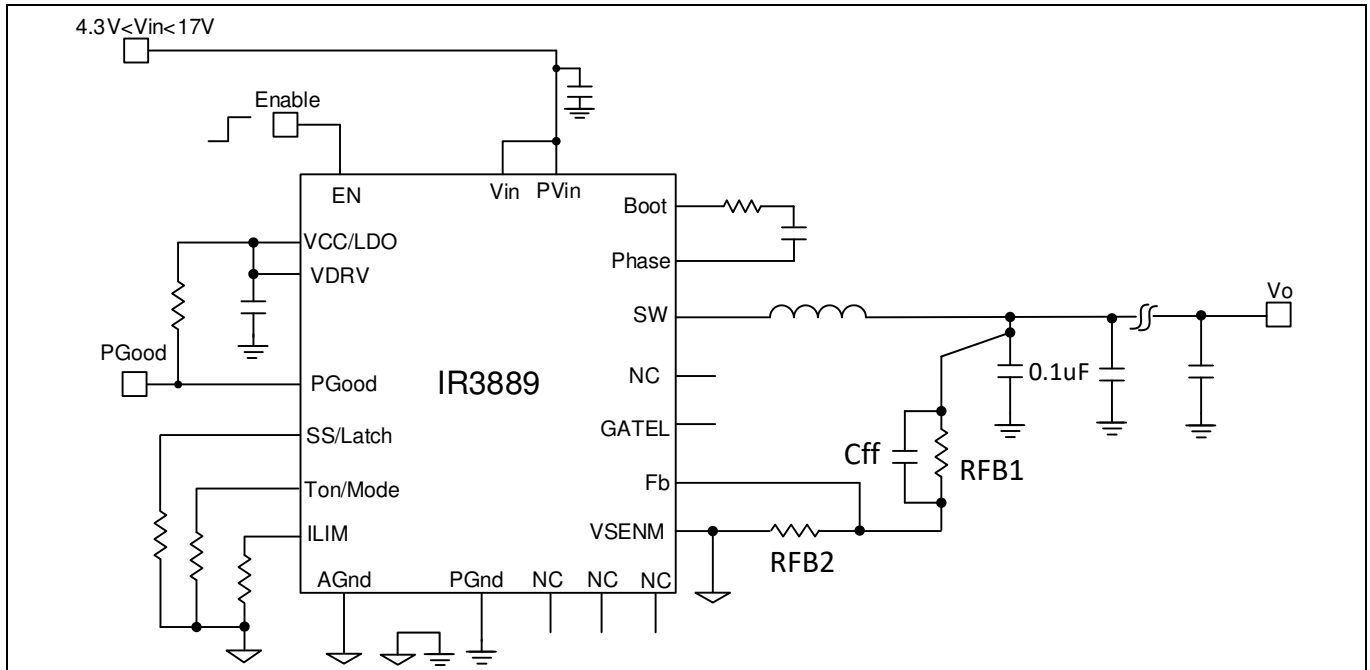 4.3V<Vin<17V
Enable
EN
Vin
PVin
Boot
VCC/LDO
Phase
VDRV
SW
Vo
PGood
PGood
IR3889
NC
0.1uF
GATEL
SS/Latch
Cff
RFB1
Ton/Mode
Fb
ILIM
VSENM
RFB2
AGnd
PGnd
NC
NC
NC